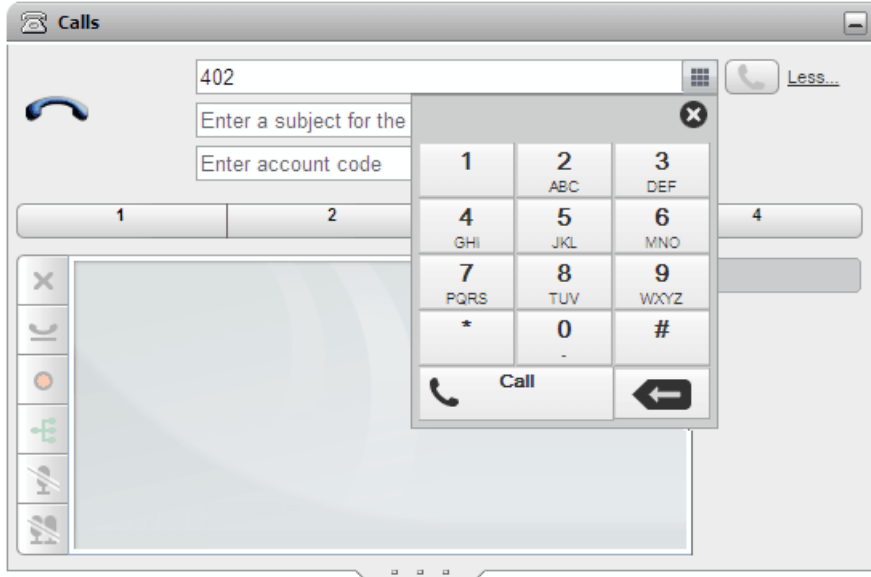 Calls
402
Less...
Enter a subject for the
Enter account code
1 2 3
ABC DEF
4 5 6
GHI JKL MNO
7 8 9
PQRS TUV WXYZ
* 0 #
-
Call
1 2 4